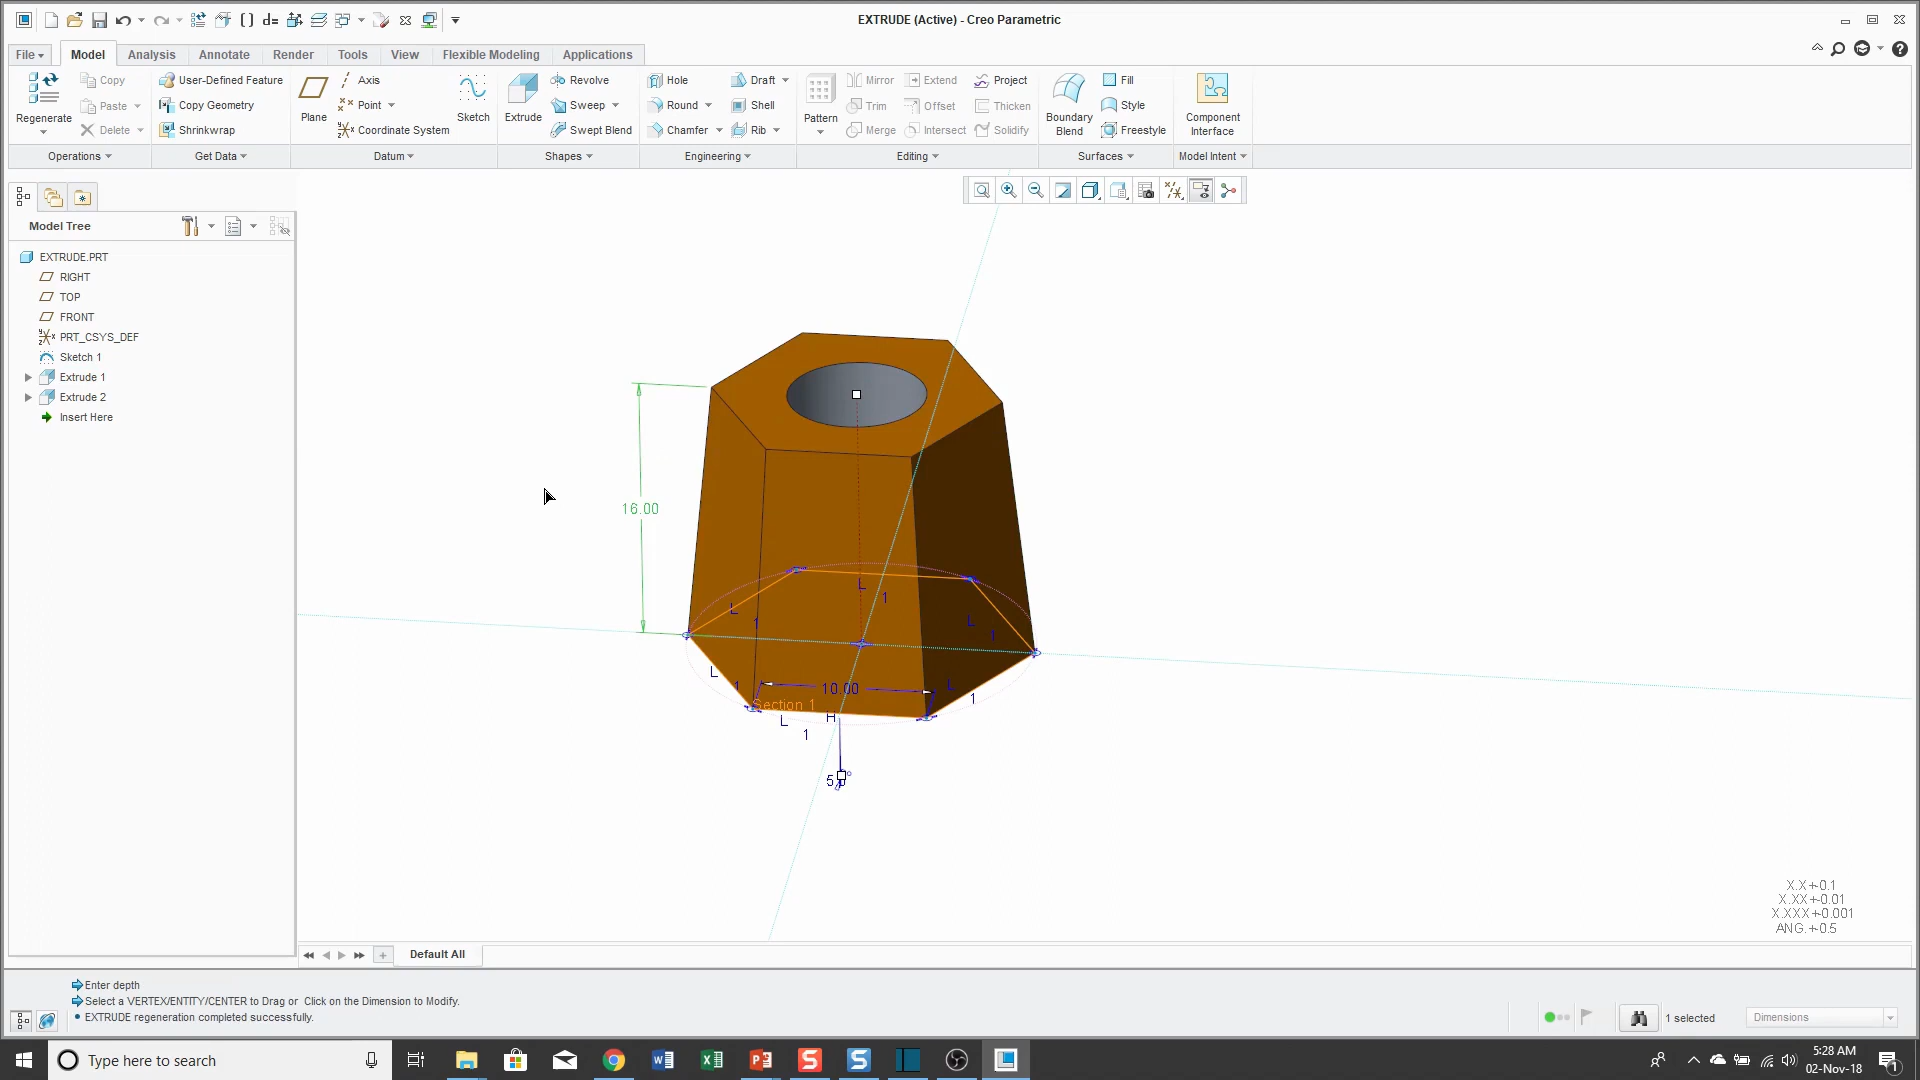 EXTRUDE (Active) - Creo Parametric
File Model Analysis Annotate Render Tools View Flexible Modeling Applications
Regenerate
Copy
Paste
Delete
Operations
User-Defined Feature
Copy Geometry
Shrinkwrap
Get Data
Plane
Axis
Point
Coordinate System
Sketch
Datum
Extrude
Revolve
Sweep
Swept Blend
Shapes
Hole
Round
Chamfer
Draft
Shell
Rib
Engineering
Pattern
Mirror
Trim
Merge
Extend
Offset
Intersect
Project
Thicken
Solidify
Editing
Boundary
Blend
Fill
Style
Freestyle
Surfaces
Component
Interface
Model Intent
Model Tree
EXTRUDE.PRT
RIGHT
TOP
FRONT
PRT_CSYS_DEF
Sketch 1
Extrude 1
Extrude 2
Insert Here
16.00
L 1
L 1
L 1
L 1
10.00
L 1
Section 1
H
L 1
X.X+-0.1
X.XX+-0.01
X.XXX+-0.001
ANG.+-0.5
Default All
Enter depth
Select a VERTEX/ENTITY/CENTER to Drag or Click on the Dimension to Modify.
EXTRUDE regeneration completed successfully.
1 selected
Dimensions
Type here to search
5:28 AM
02-Nov-18
1